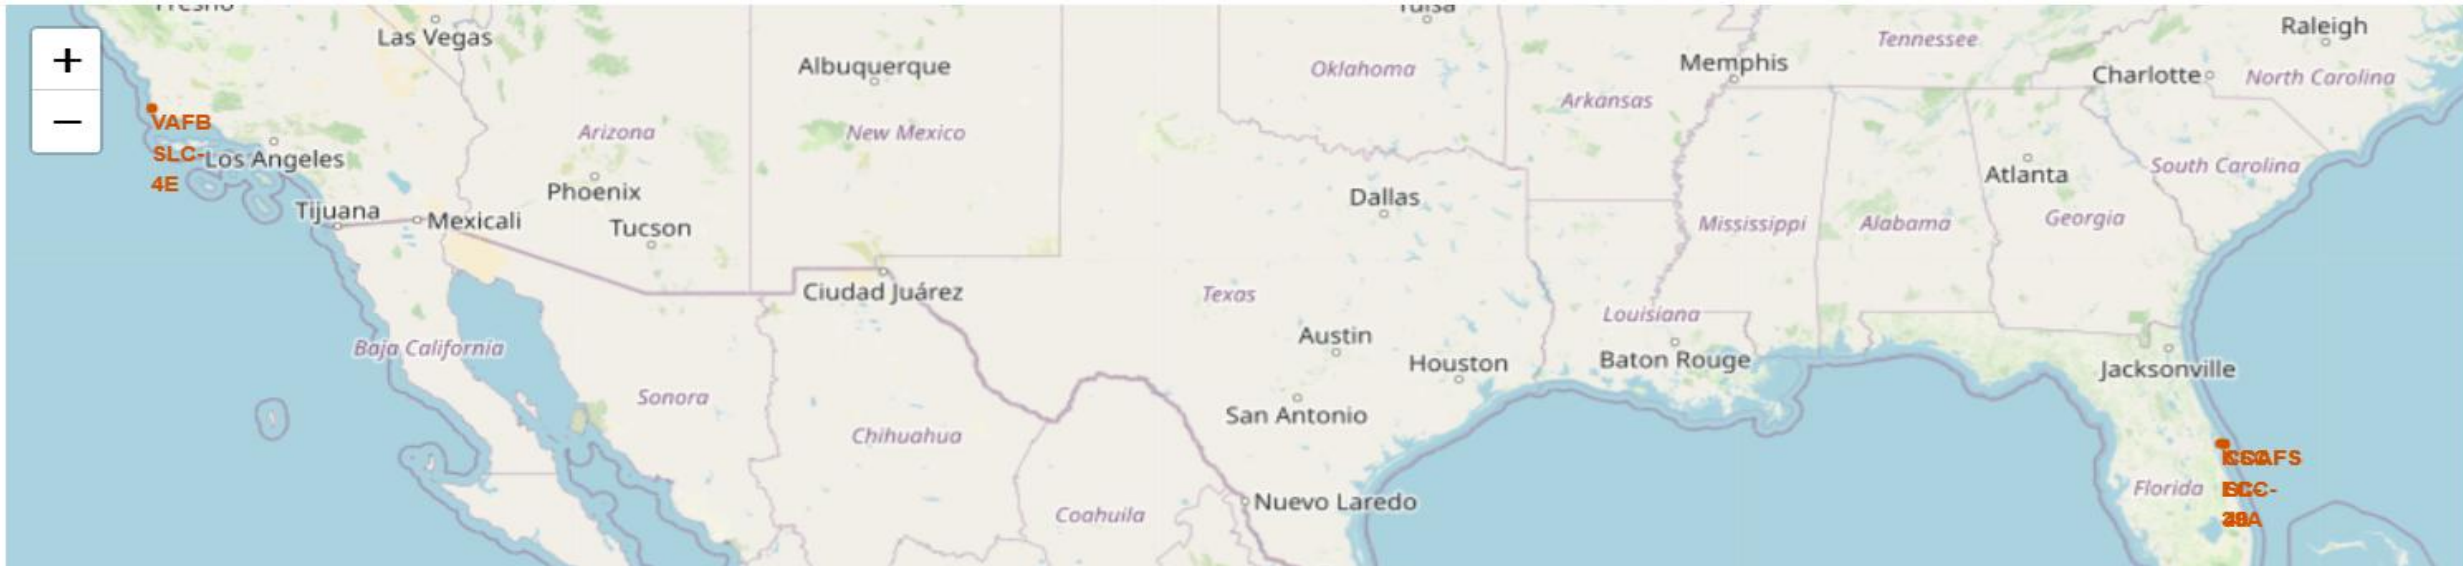 Fresno
Tulsa
+
Las Vegas
Raleigh
Tennessee
Albuquerque
Oklahoma
Memphis
Charlotte
North Carolina
−
VAFB
SLC-
4E
Arkansas
Arizona
New Mexico
Los Angeles
Atlanta
South Carolina
Phoenix
Dallas
Tijuana
Mexicali
Tucson
Mississippi
Alabama
Georgia
Ciudad Juárez
Texas
Louisiana
Austin
Baja California
Houston
Baton Rouge
Jacksonville
Sonora
San Antonio
Chihuahua
Florida
Nuevo Laredo
Coahuila